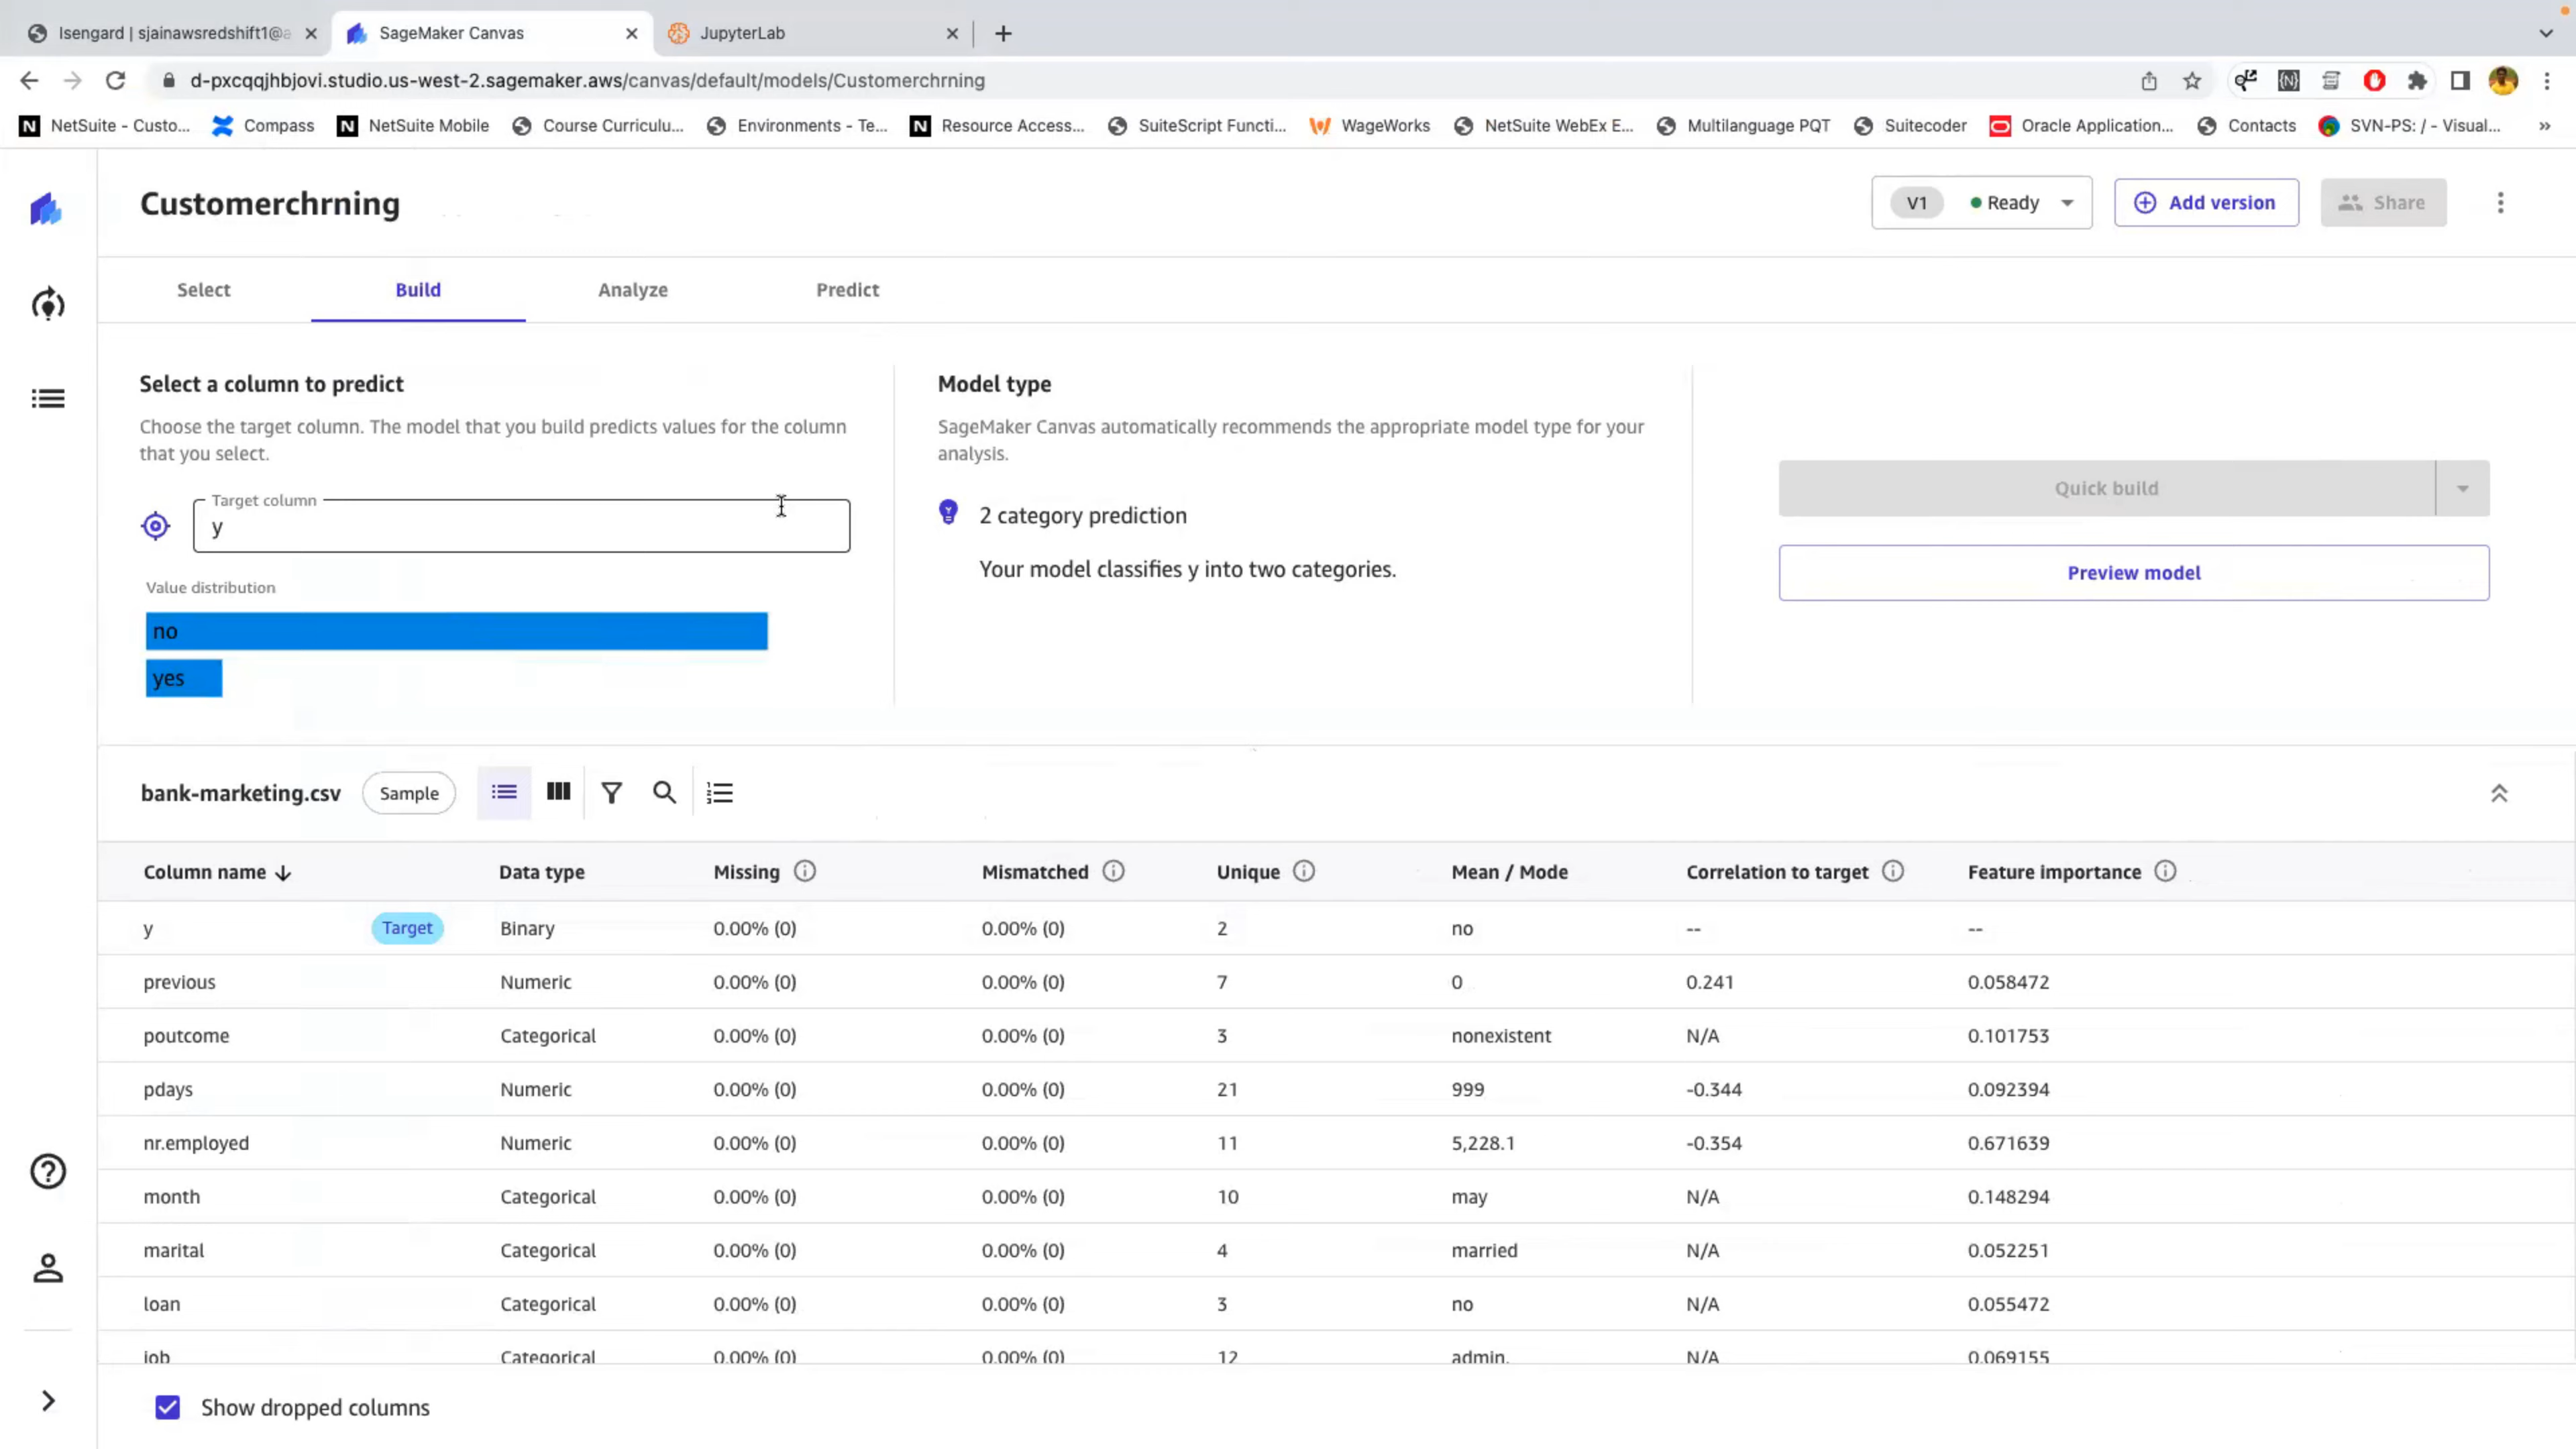 Isengard | sjainawsredshift1@a
SageMaker Canvas
JupyterLab
d-pxcqqjhbjovi.studio.us-west-2.sagemaker.aws/canvas/default/models/Customerchrning
NetSuite - Custo...
Compass
NetSuite Mobile
Course Curriculu...
Environments - Te...
Resource Access...
SuiteScript Functi...
WageWorks
NetSuite WebEx E...
Multilanguage PQT
Suitecoder
Oracle Application...
Contacts
SVN-PS: / - Visual...
»
Customerchrning
V1 Ready
Add version
Share
Select Build Analyze Predict
Select a column to predict
Choose the target column. The model that you build predicts values for the column
that you select.
Target column
y
Value distribution
no
yes
Model type
SageMaker Canvas automatically recommends the appropriate model type for your
analysis.
2 category prediction
Your model classifies y into two categories.
Quick build
Preview model
bank-marketing.csv Sample
Column name Data type Missing Mismatched Unique Mean / Mode Correlation to target Feature importance
y Target Binary 0.00% (0) 0.00% (0) 2 no -- --
previous Numeric 0.00% (0) 0.00% (0) 7 0 0.241 0.058472
poutcome Categorical 0.00% (0) 0.00% (0) 3 nonexistent N/A 0.101753
pdays Numeric 0.00% (0) 0.00% (0) 21 999 -0.344 0.092394
nr.employed Numeric 0.00% (0) 0.00% (0) 11 5,228.1 -0.354 0.671639
month Categorical 0.00% (0) 0.00% (0) 10 may N/A 0.148294
marital Categorical 0.00% (0) 0.00% (0) 4 married N/A 0.052251
loan Categorical 0.00% (0) 0.00% (0) 3 no N/A 0.055472
job Categorical 0.00% (0) 0.00% (0) 12 admin. N/A 0.069155
Show dropped columns